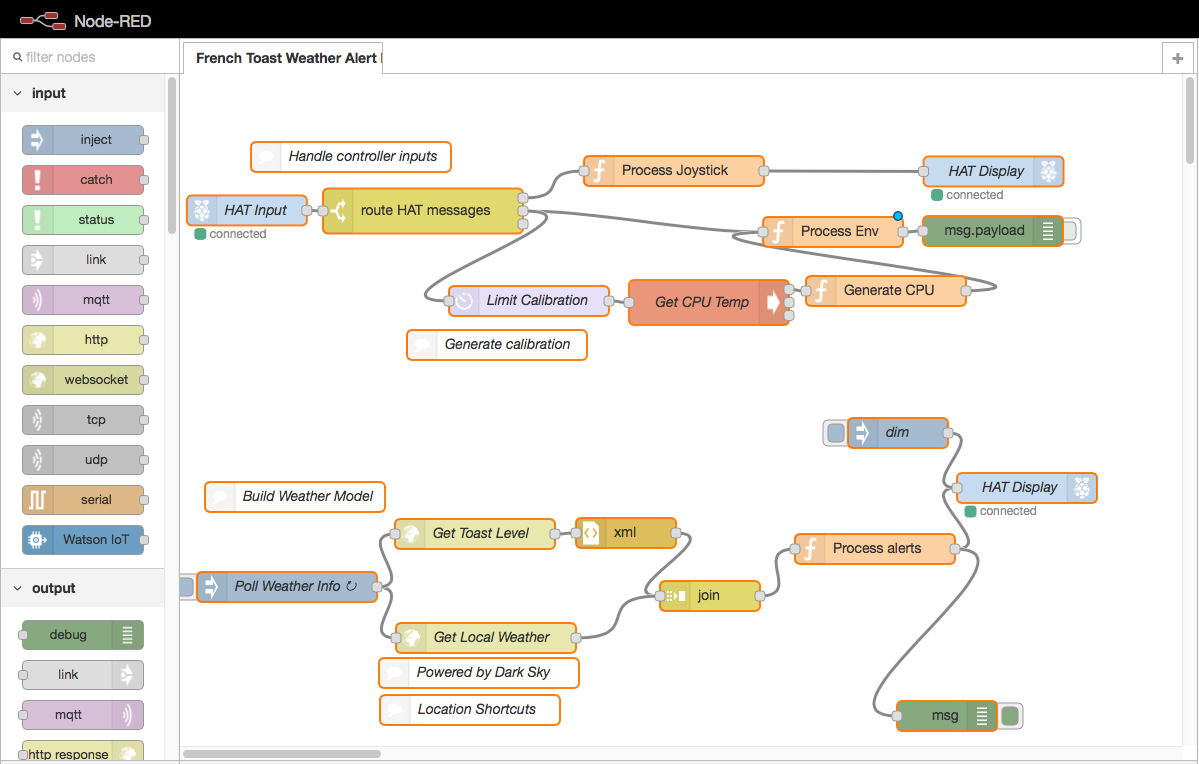 Node-RED
filter nodes
French Toast Weather Alert
input
inject
catch
status
link
mqtt
http
websocket
tcp
udp
serial
Watson IoT
output
debug
link
mqtt
http response
Handle controller inputs
Process Joystick
HAT Display
connected
HAT Input
connected
route HAT messages
Process Env
msg.payload
Limit Calibration
Get CPU Temp
Generate CPU
Generate calibration
dim
HAT Display
connected
Build Weather Model
Get Toast Level
xml
Process alerts
Poll Weather Info ↻
join
Get Local Weather
Powered by Dark Sky
Location Shortcuts
msg